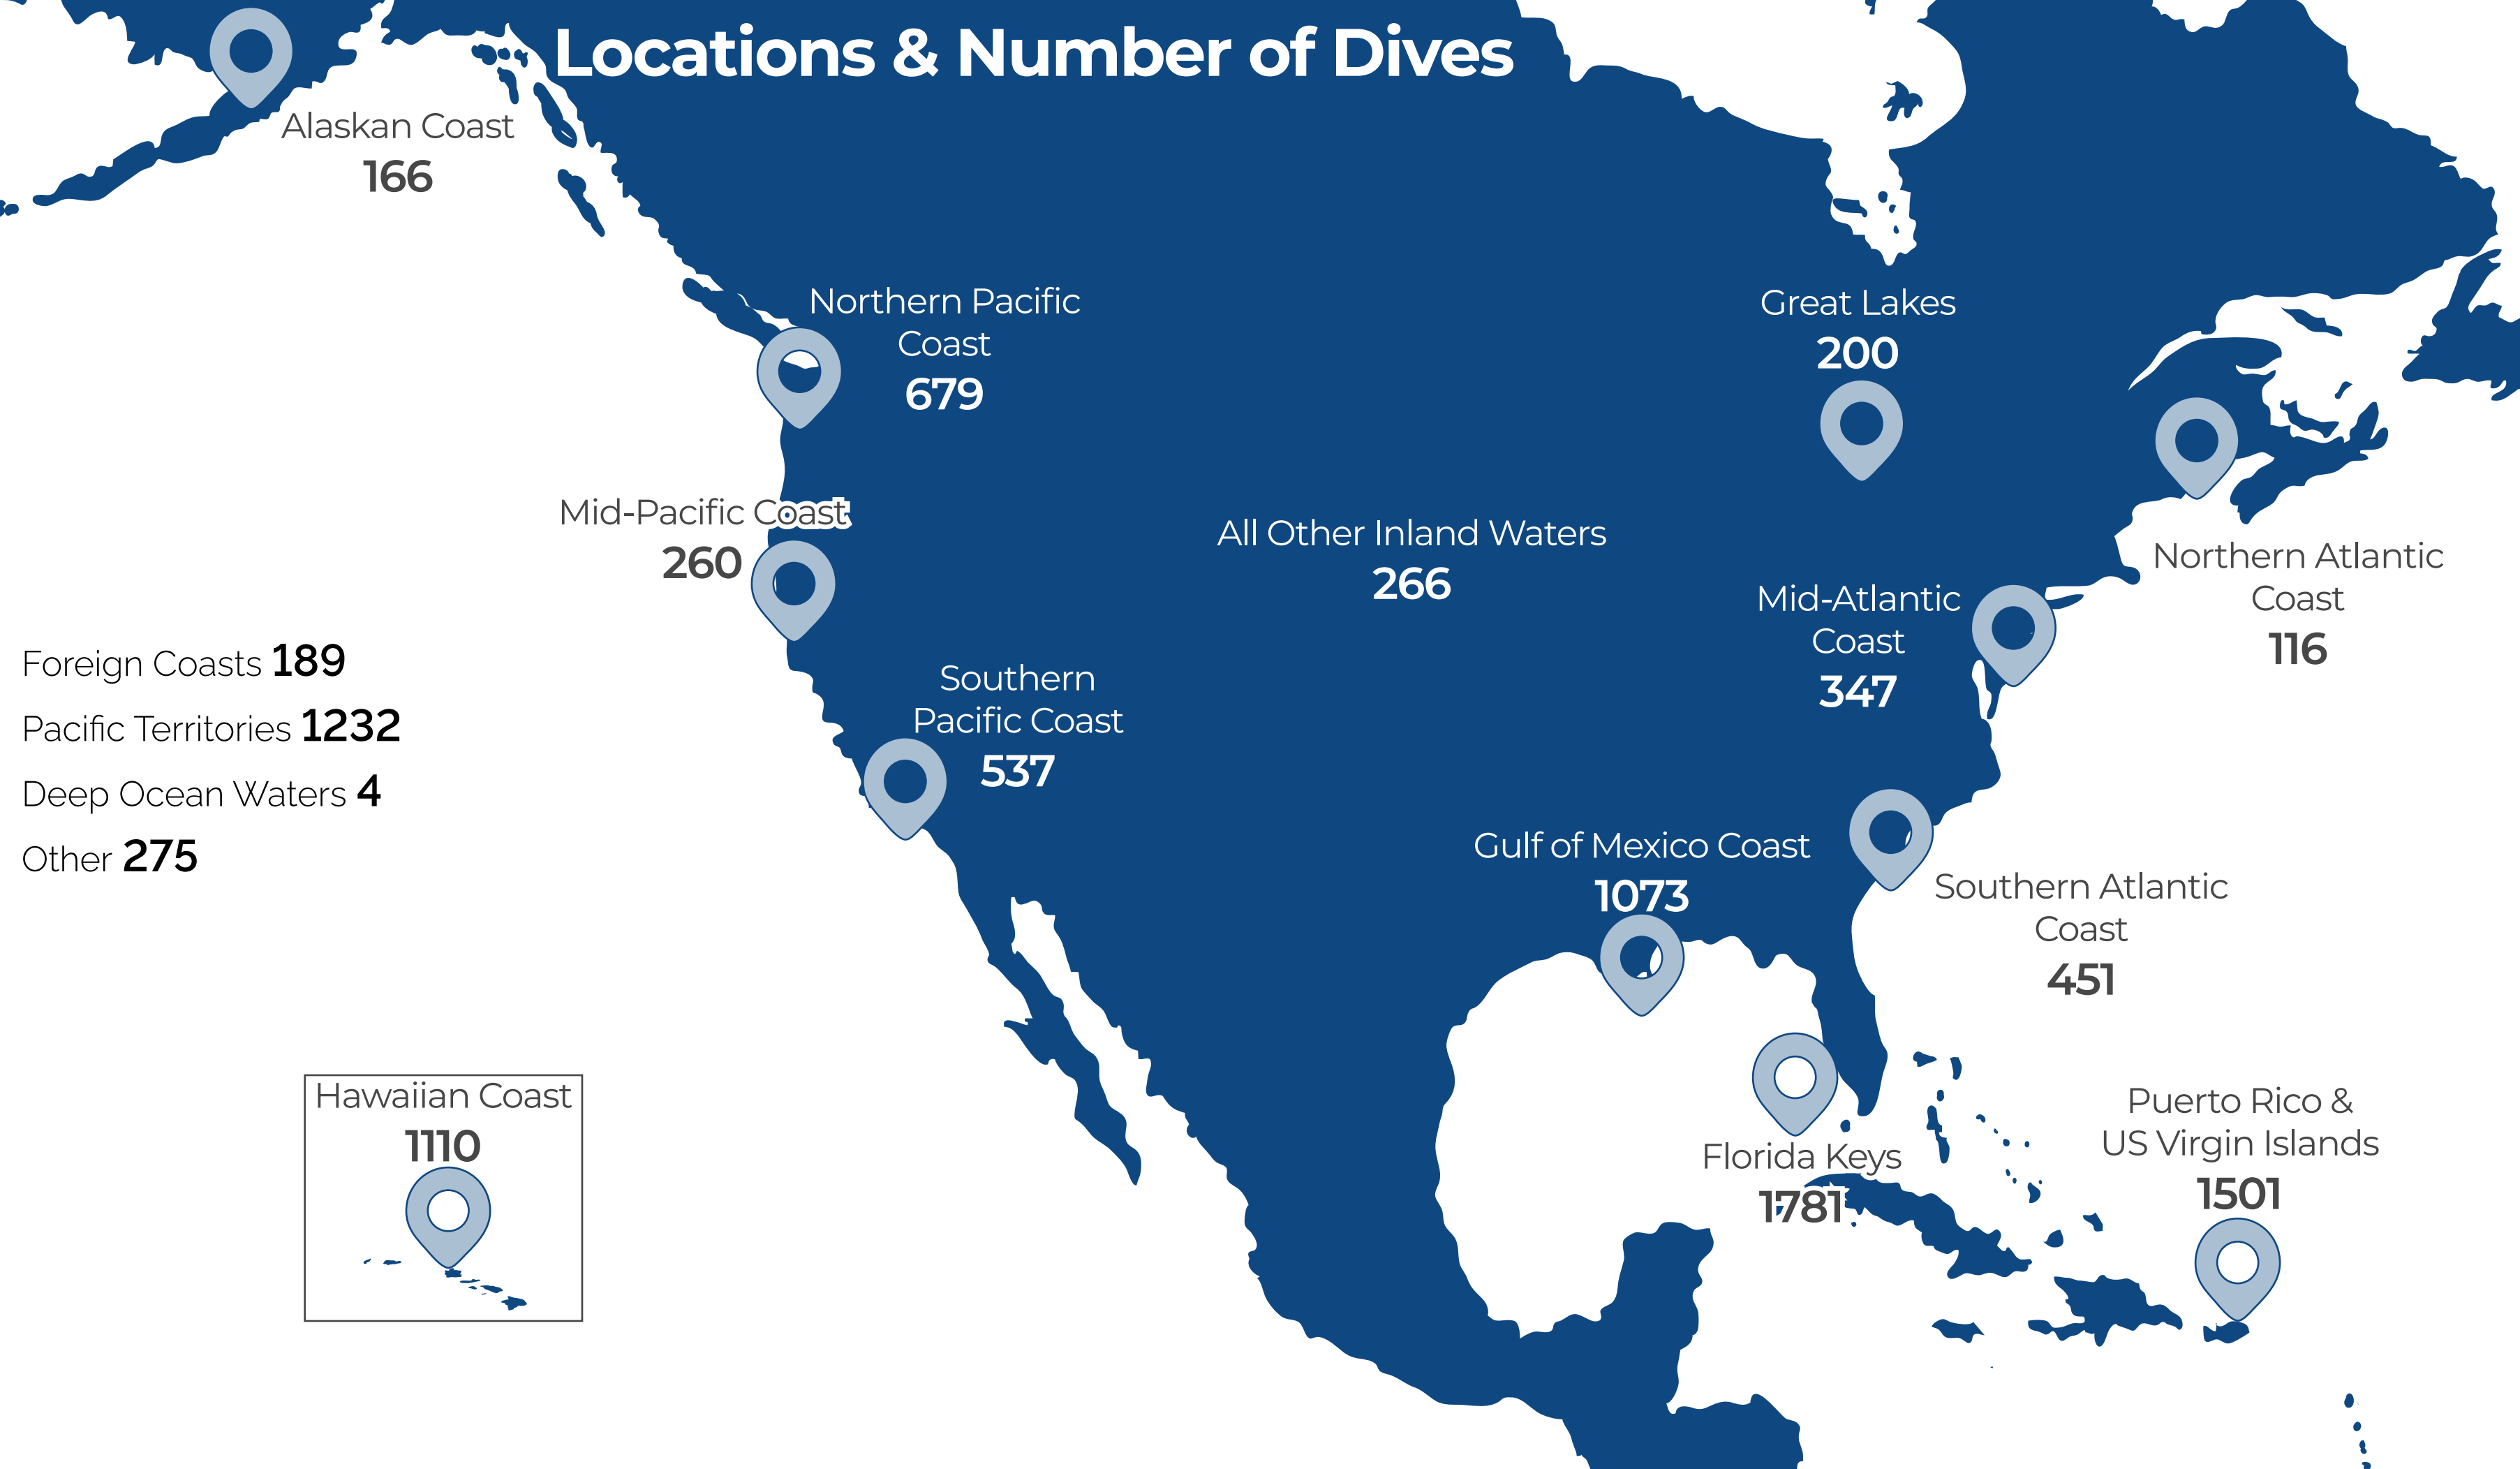 Locations & Number of Dives
Alaskan Coast
166
Northern Pacific
Coast
679
Great Lakes
200
Mid-Pacific Coast
260
All Other Inland Waters
266
Northern Atlantic
Coast
116
Mid-Atlantic
Coast
347
Foreign Coasts 189
Pacific Territories 1232
Deep Ocean Waters 4
Other 275
Southern
Pacific Coast
537
Gulf of Mexico Coast
1073
Southern Atlantic
Coast
451
Hawaiian Coast
1110
Florida Keys
1781
Puerto Rico &
US Virgin Islands
1501